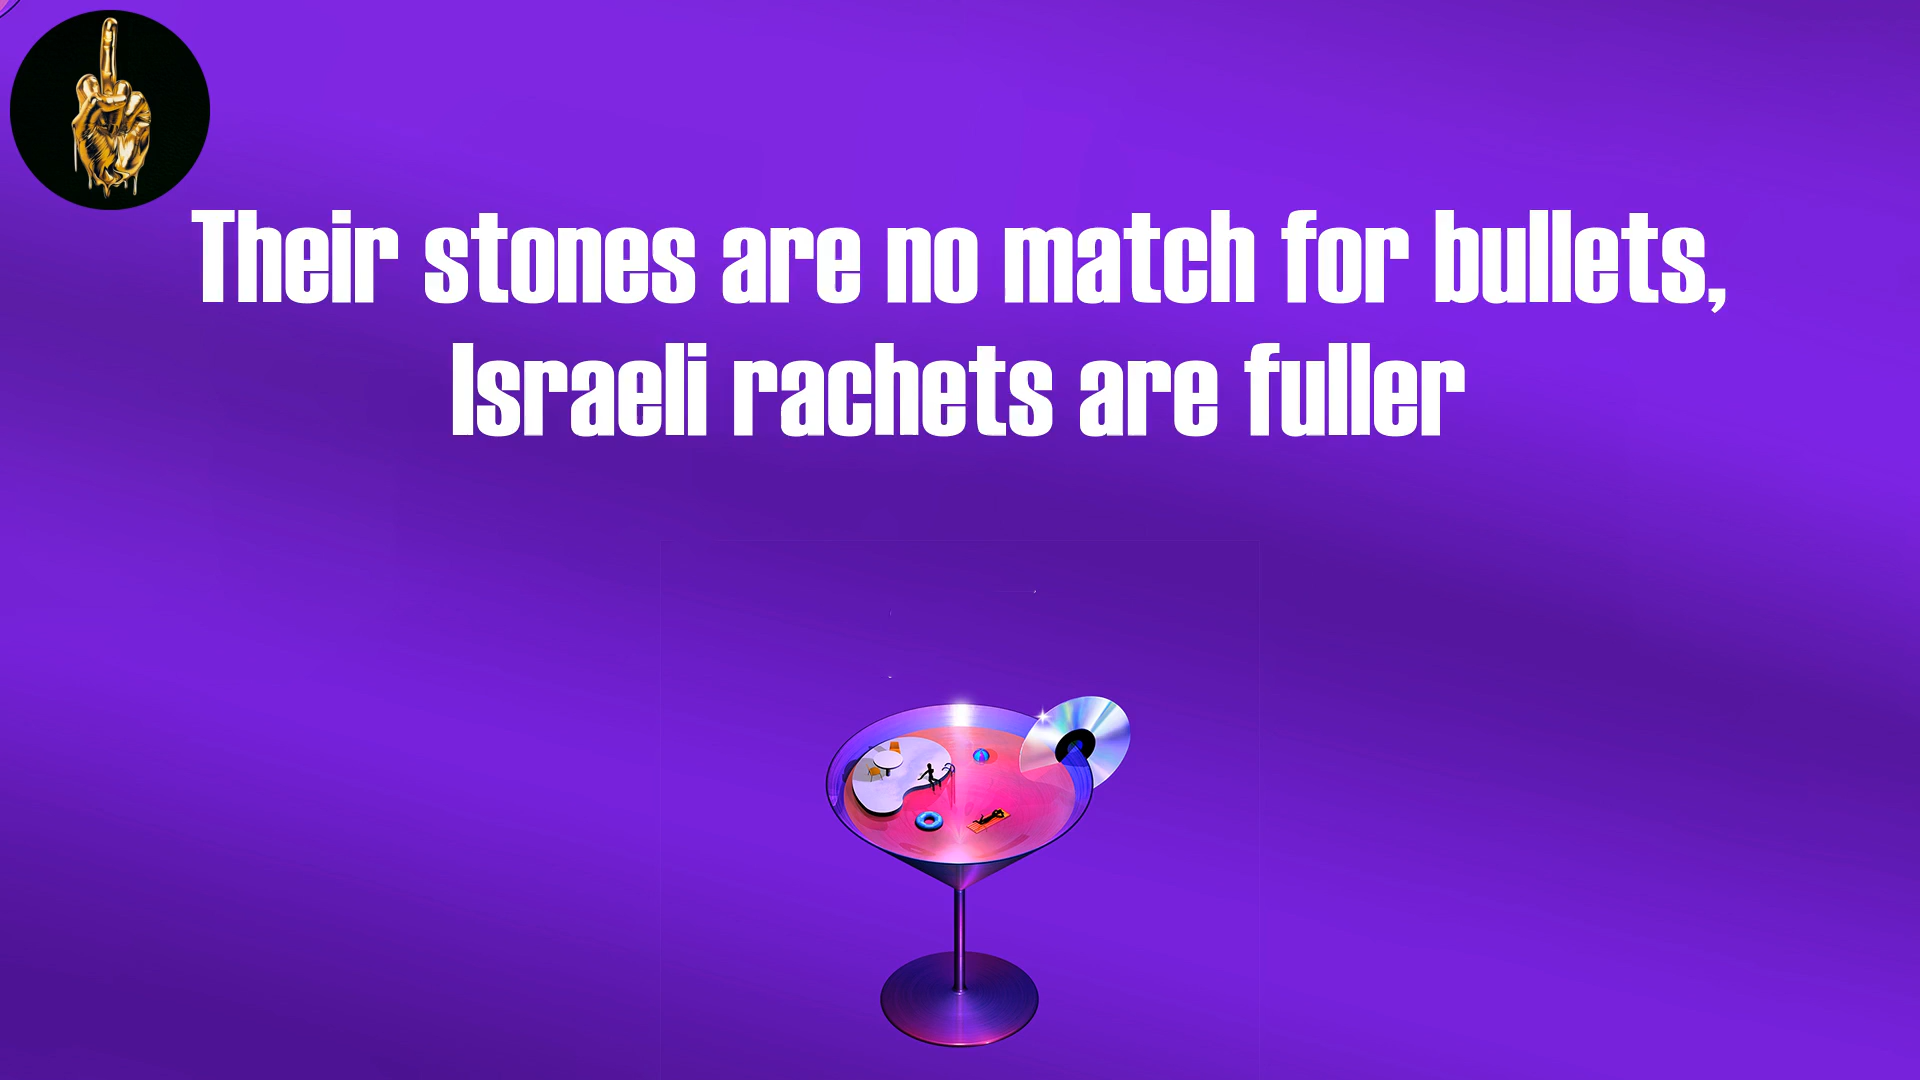 Their stones are no match for bullets,
Israeli rachets are fuller